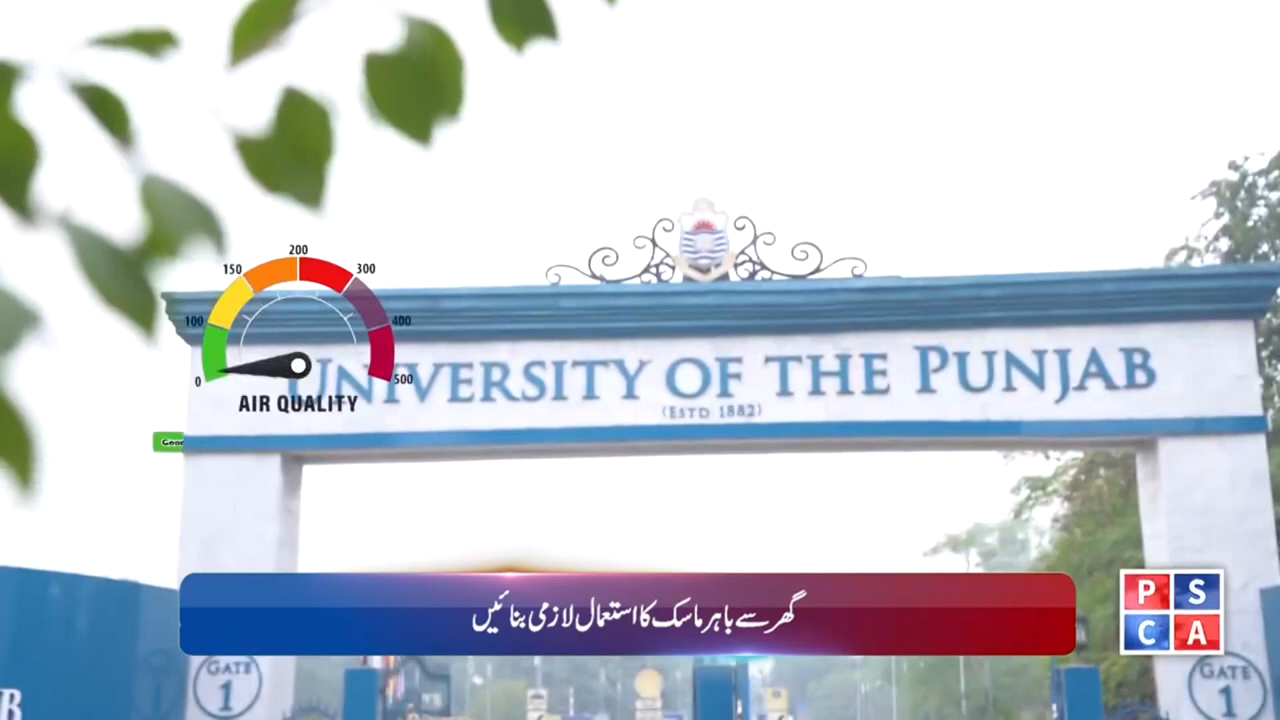 200
150
300
100
400
0
500
AIR QUALITY
UNIVERSITY OF THE PUNJAB
(ESTD 1882)
گھر سے باہر ماسک کا استعمال لازمی بنائیں
P S
C A
GATE
1
GATE
1